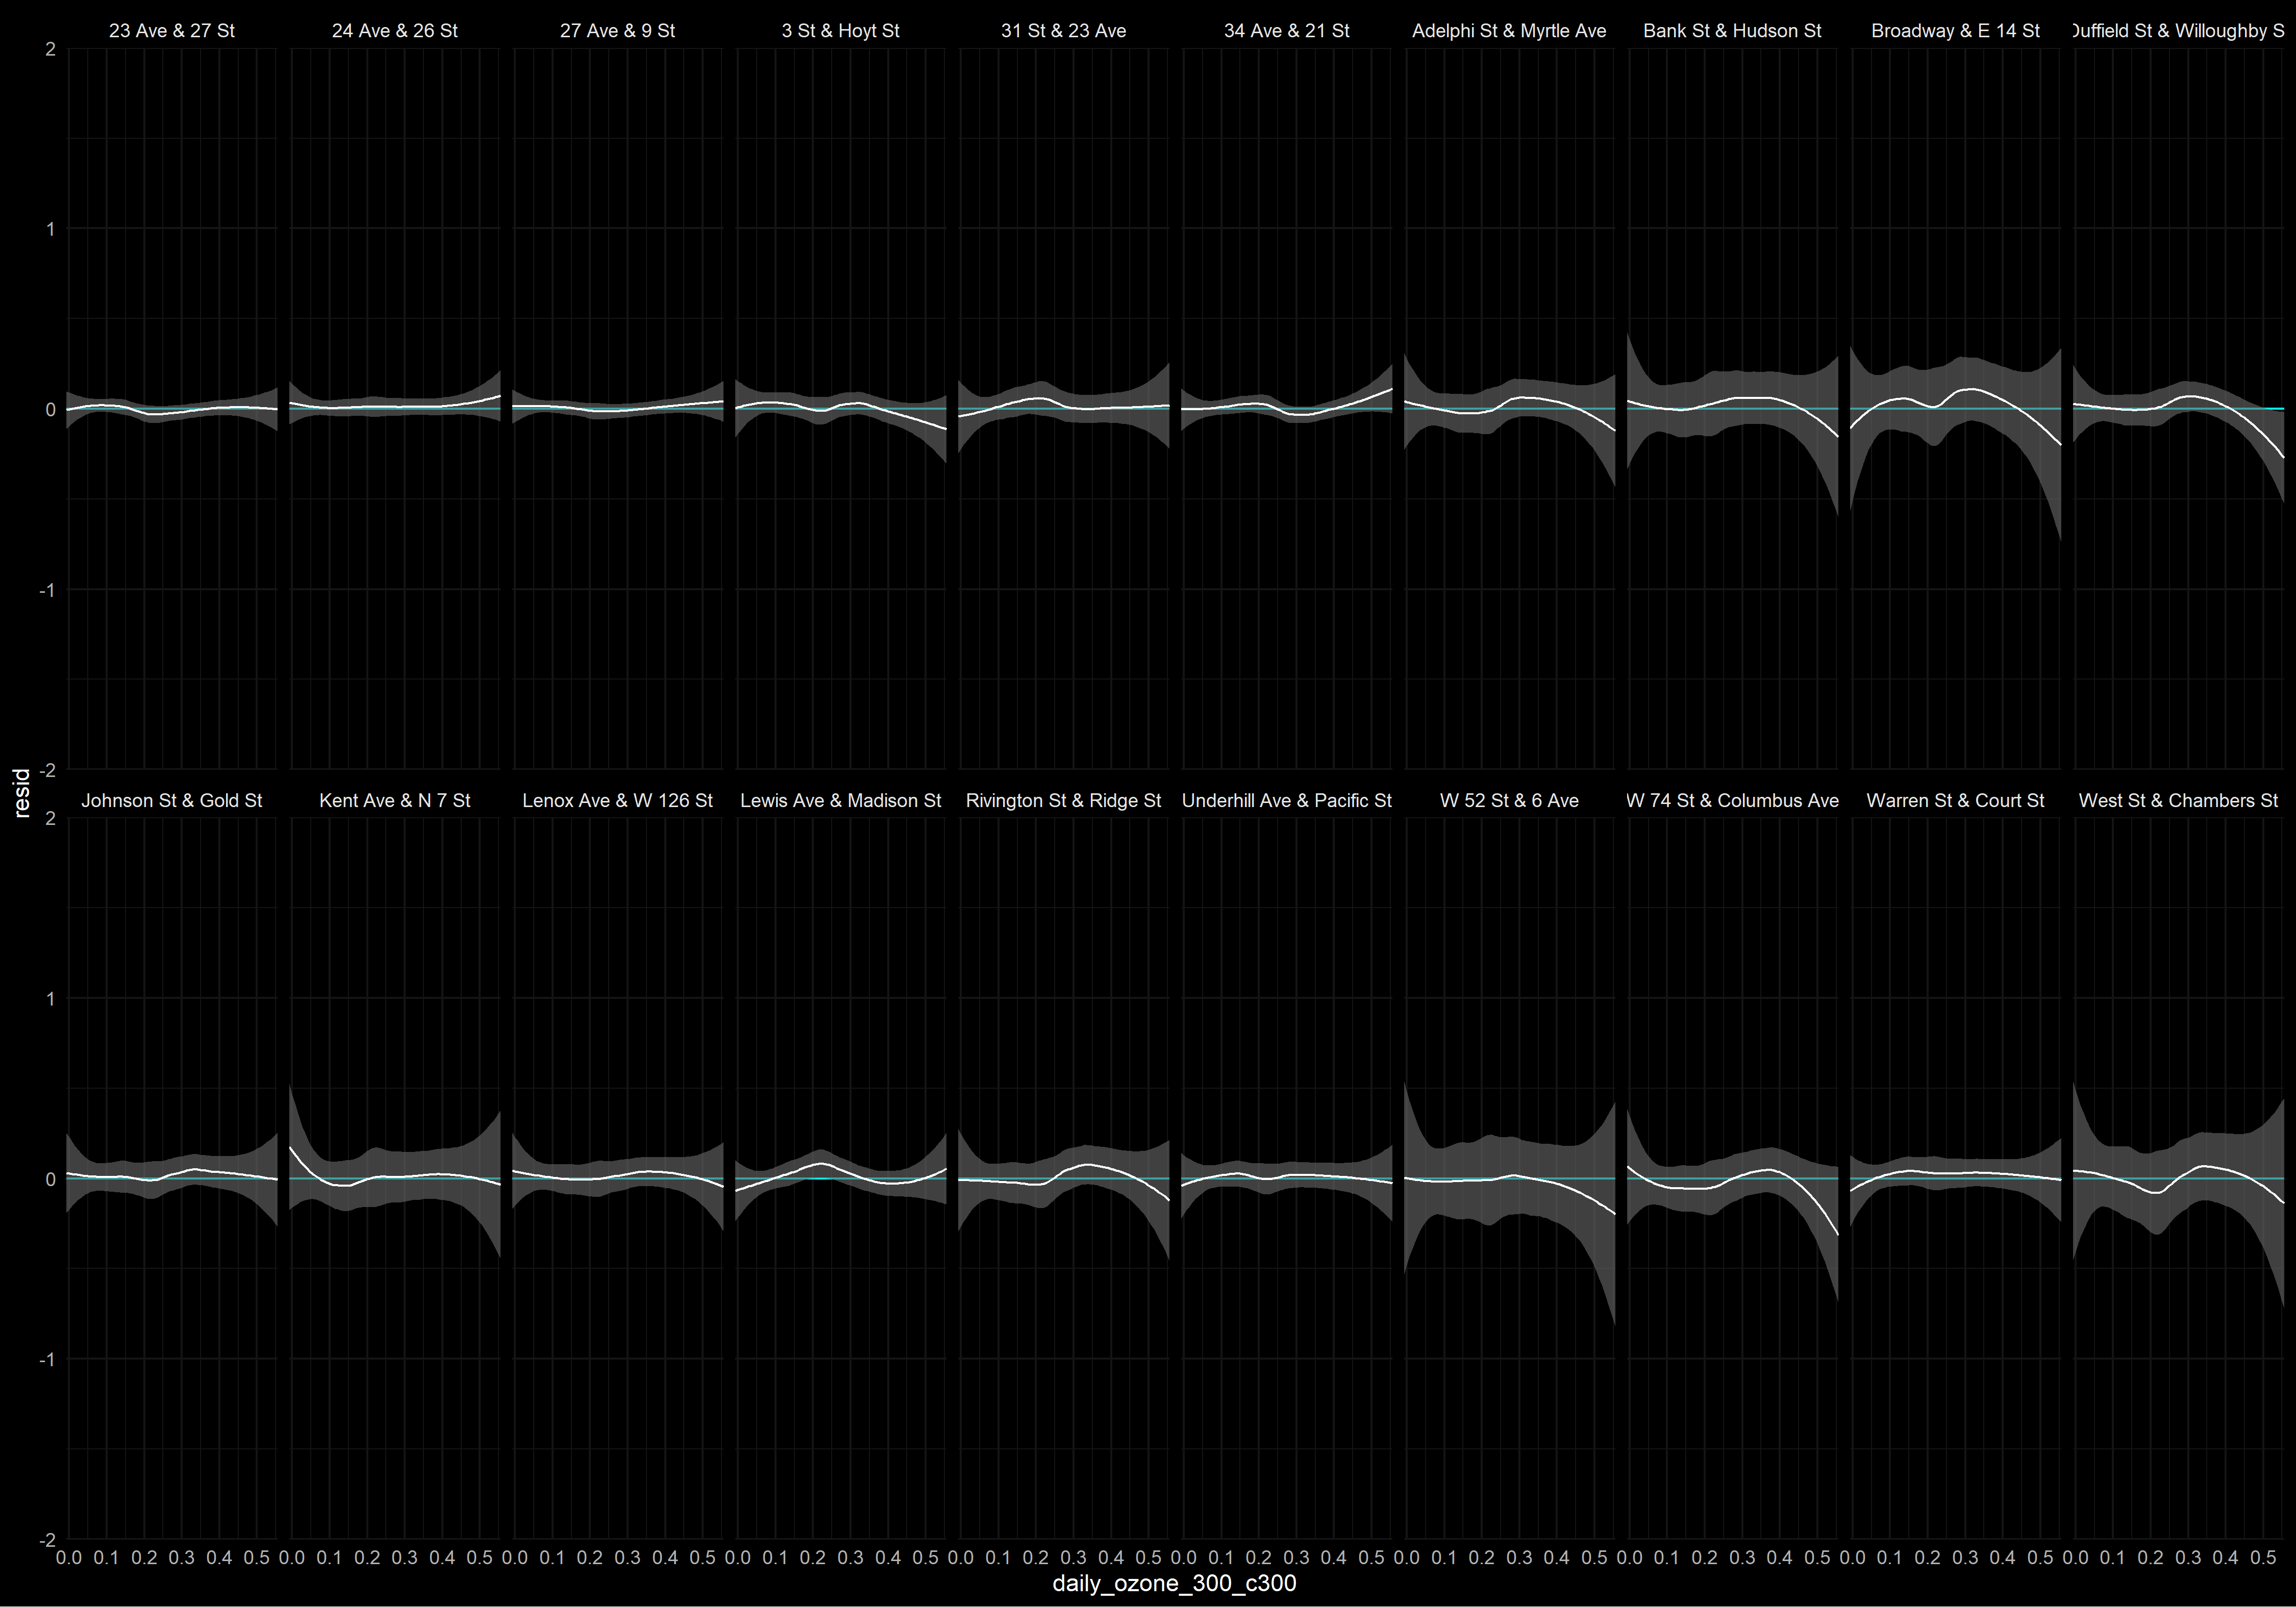 23 Ave & 27 St 24 Ave & 26 St 27 Ave & 9 St 3 St & Hoyt St 31 St & 23 Ave 34 Ave & 21 St Adelphi St & Myrtle Ave Bank St & Hudson St Broadway & E 14 St Duffield St & Willoughby S
2
1
0
-1
-2
resid
Johnson St & Gold St Kent Ave & N 7 St Lenox Ave & W 126 St Lewis Ave & Madison St Rivington St & Ridge St Underhill Ave & Pacific St W 52 St & 6 Ave W 74 St & Columbus Ave Warren St & Court St West St & Chambers St
2
1
0
-1
-2
0.0 0.1 0.2 0.3 0.4 0.5 0.0 0.1 0.2 0.3 0.4 0.5 0.0 0.1 0.2 0.3 0.4 0.5 0.0 0.1 0.2 0.3 0.4 0.5 0.0 0.1 0.2 0.3 0.4 0.5 0.0 0.1 0.2 0.3 0.4 0.5 0.0 0.1 0.2 0.3 0.4 0.5 0.0 0.1 0.2 0.3 0.4 0.5 0.0 0.1 0.2 0.3 0.4 0.5 0.0 0.1 0.2 0.3 0.4 0.5
daily_ozone_300_c300